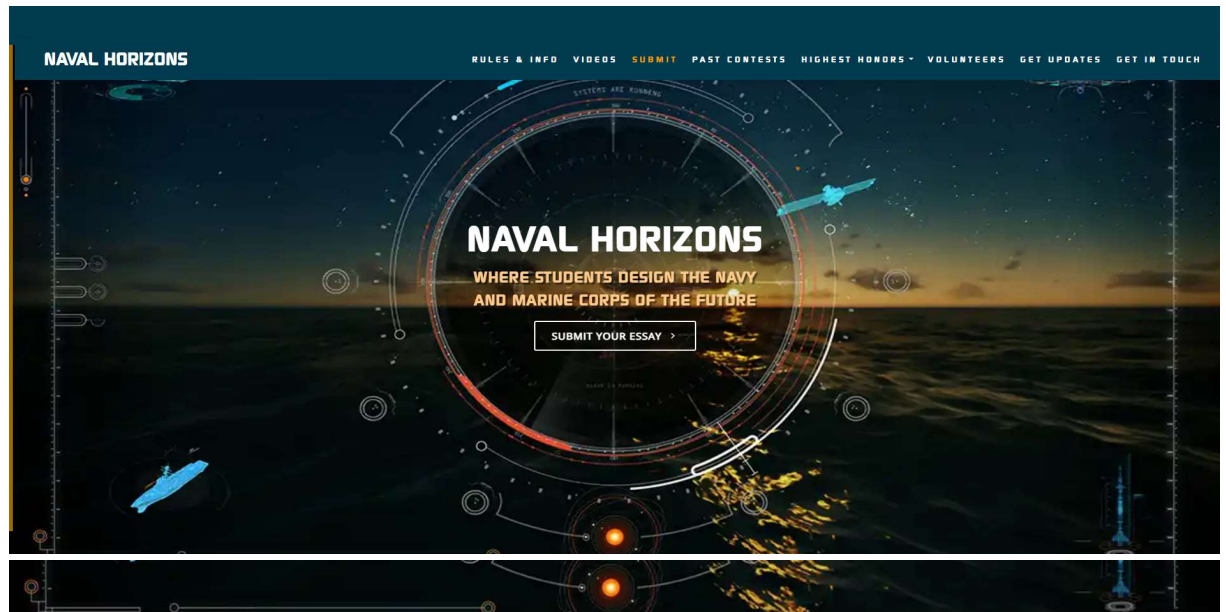 NAVAL HORIZONS
RULES & INFO VIDEOS SUBMIT PAST CONTESTS HIGHEST HONORS VOLUNTEERS GET UPDATES GET IN TOUCH
SYSTEMS ARE RUNNING
NAVAL HORIZONS
WHERE STUDENTS DESIGN THE NAVY
AND MARINE CORPS OF THE FUTURE
SUBMIT YOUR ESSAY >